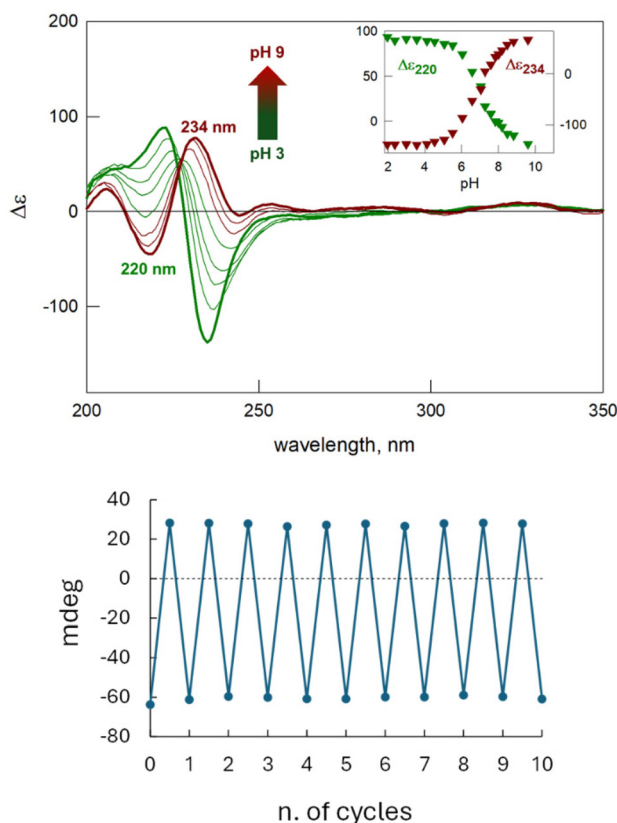 200
100
0
-100
Δε
pH 9
pH 3
234 nm
220 nm
200 250 300 350
wavelength, nm
100
50
0
0
-100
Δε220
Δε234
2 4 6 8 10
pH
40
20
0
-20
-40
-60
-80
mdeg
0 1 2 3 4 5 6 7 8 9 10
n. of cycles